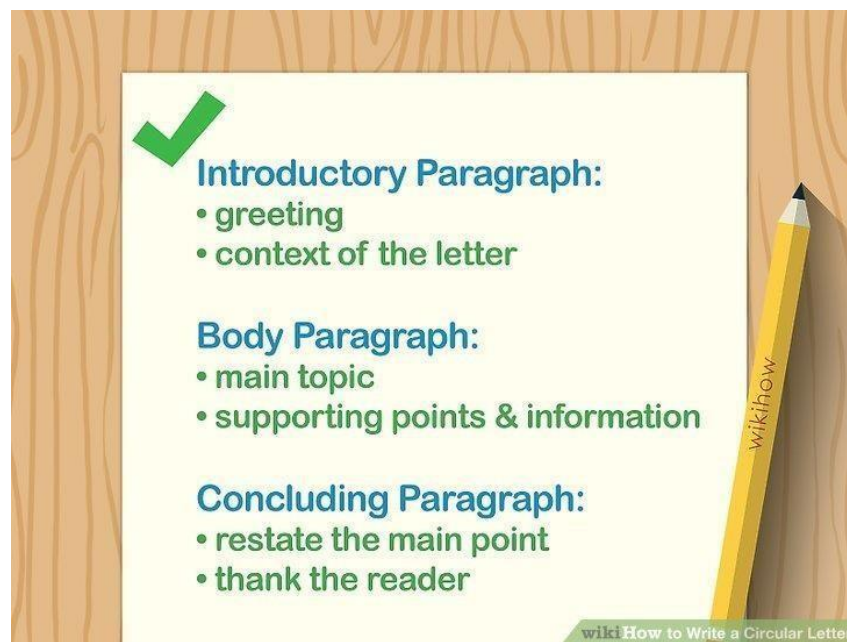 Introductory Paragraph:
• greeting
• context of the letter
Body Paragraph:
• main topic
• supporting points & information
Concluding Paragraph:
• restate the main point
• thank the reader
wikihow
wikiHow to Write a Circular Lette